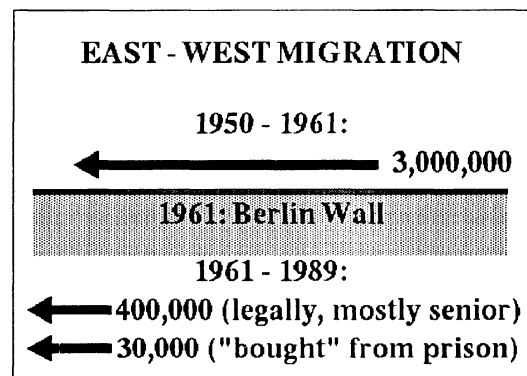 EAST - WEST MIGRATION
1950 - 1961:
3,000,000
1961: Berlin Wall
1961 - 1989:
400,000 (legally, mostly senior)
30,000 ("bought" from prison)